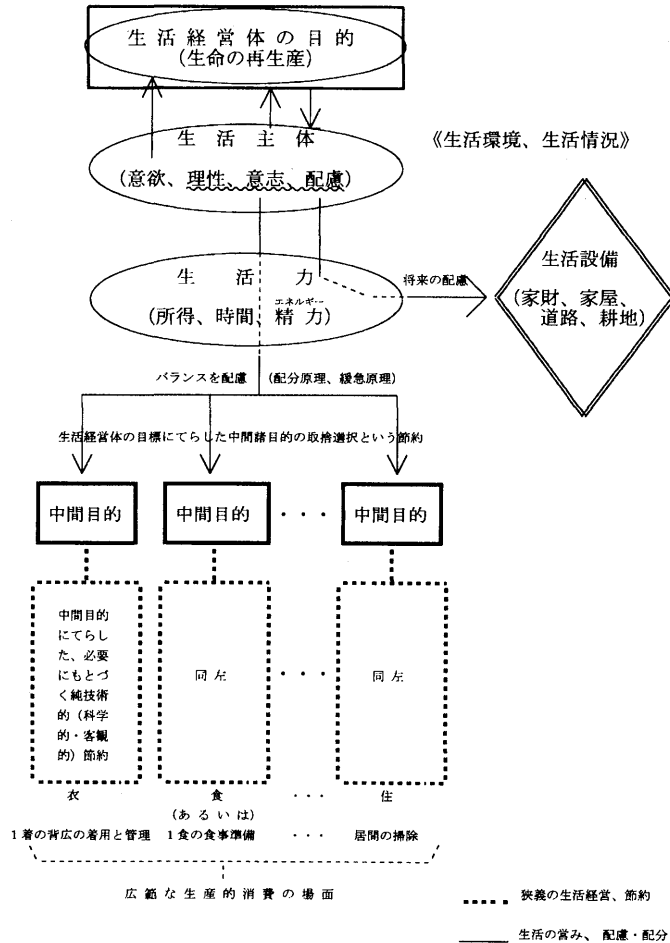 生活経営体の目的
(生命の再生産)
生活主体
(意欲、理性、意志、配慮)
《生活環境、生活情況》
生活力
エネルギー
(所得、時間、精力)
将来の配慮
生活設備
(家財、家屋、
道路、耕地)
バランスを配慮 (配分原理、緩急原理)
生活経営体の目標にてらした中間諸目的の取捨選択という節約
中間目的 中間目的 ・・・ 中間目的
中間目的
にてらし
た、必要
にもとづ
く純技術
的(科学
的・客観
的)節約
同左 ・・・ 同左
衣 食 ・・・ 住
(あるいは)
1着の背広の着用と管理 1食の食事準備 ・・・ 居間の掃除
広範な生産的消費の場面
狭義の生活経営、節約
生活の営み、配慮・配分